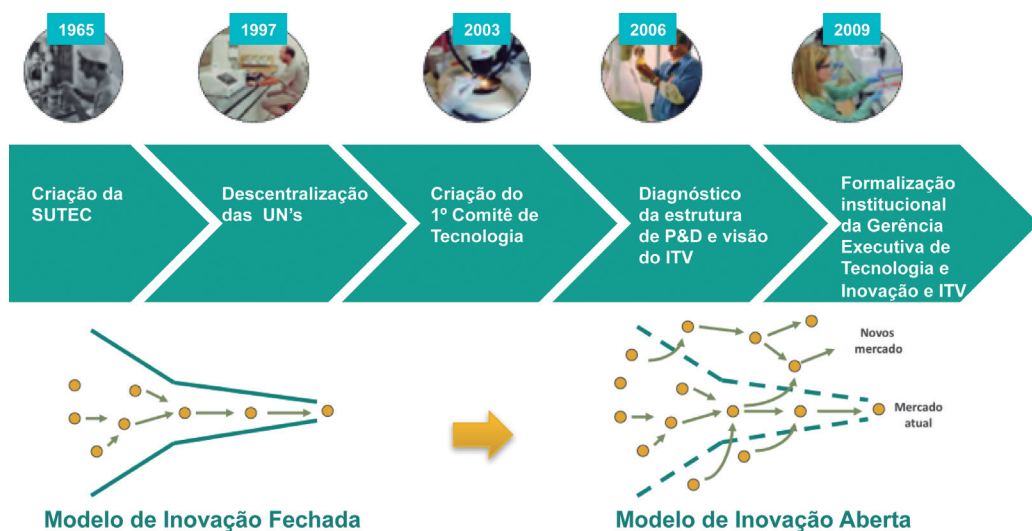 1965
1997
2003
2006
2009
Criação da
SUTEC
Descentralização
das UN's
Criação do
1º Comitê de
Tecnologia
Diagnóstico
da estrutura
de P&D e visão
do ITV
Formalização
institucional
da Gerência
Executiva de
Tecnologia e
Inovação e ITV
Novos
mercado
Mercado
atual
Modelo de Inovação Fechada
Modelo de Inovação Aberta